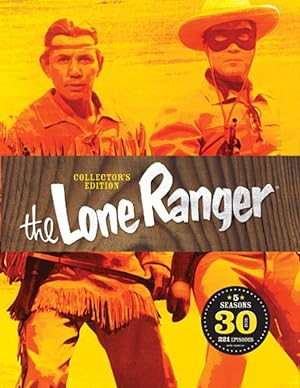 COLLECTOR'S
EDITION
the Lone Ranger
5
SEASONS
30
221 EPISODES